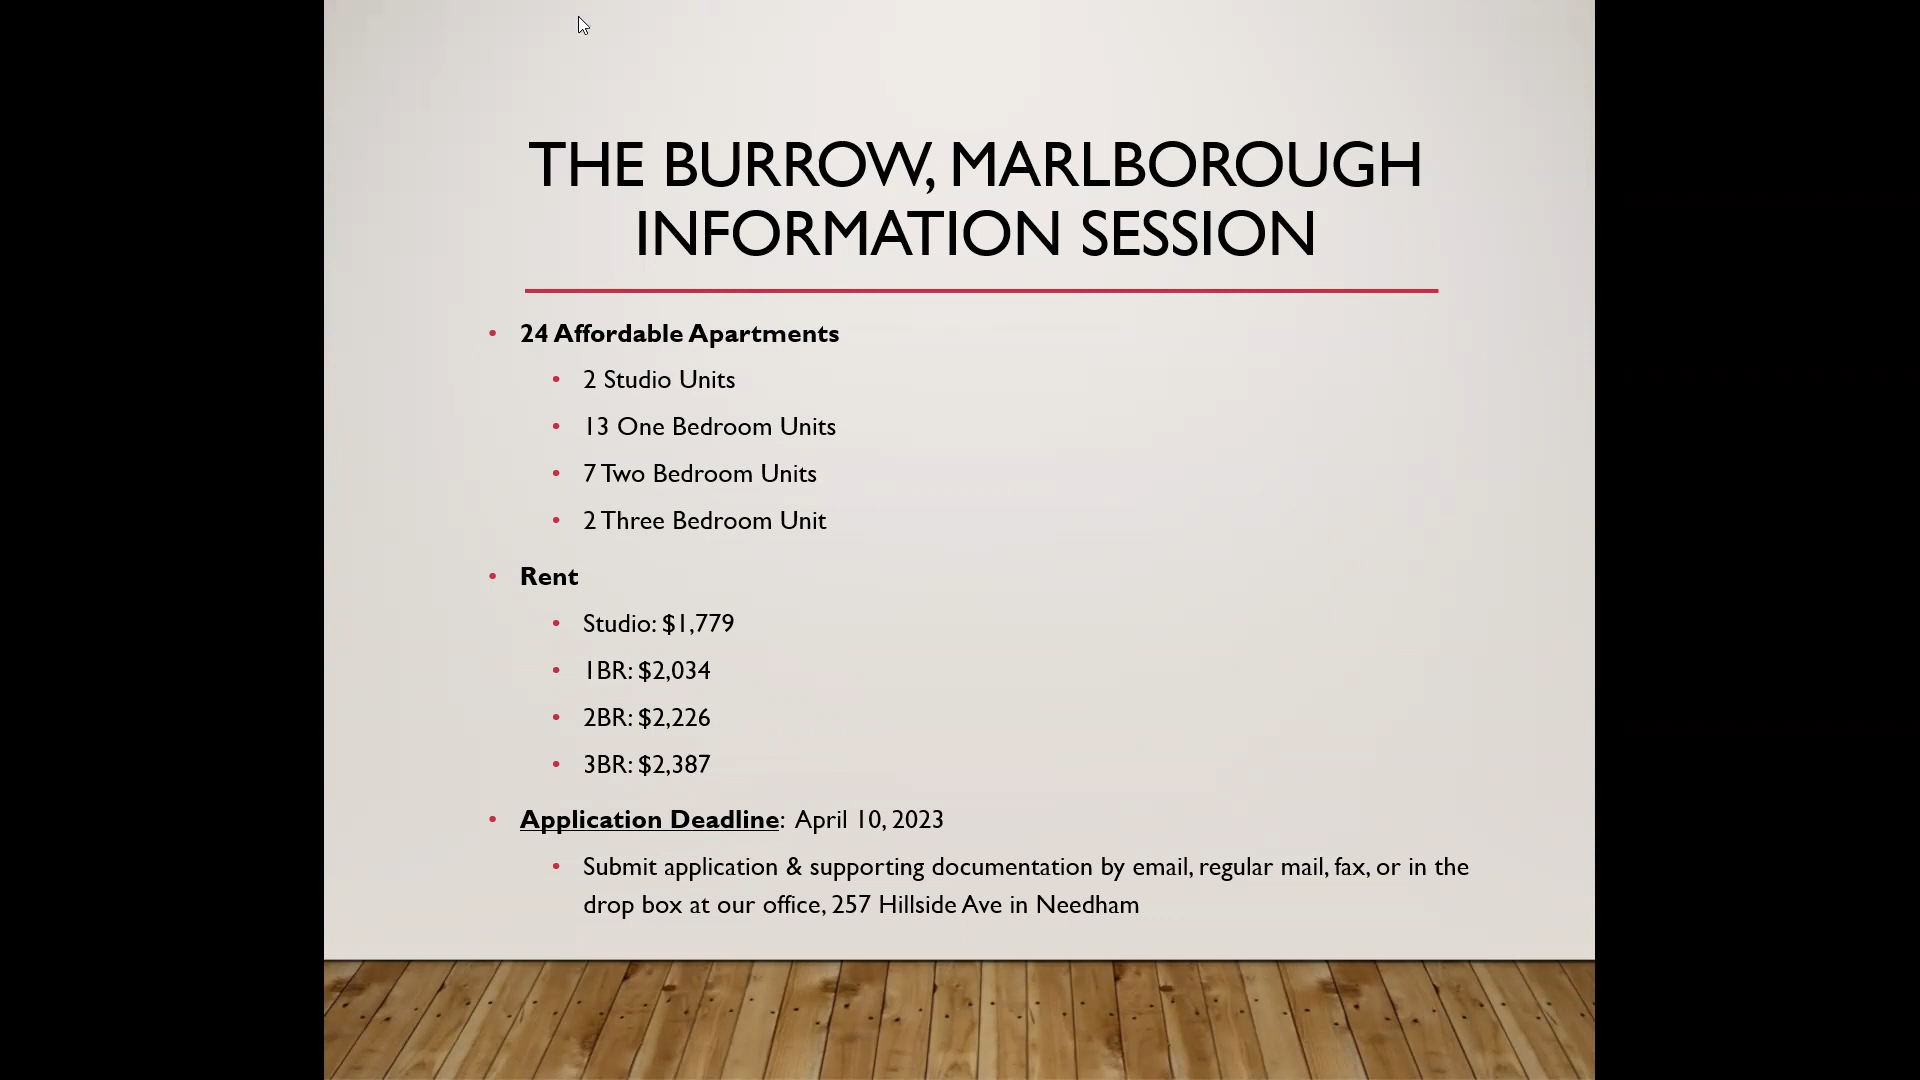 THE BURROW, MARLBOROUGH
INFORMATION SESSION
• 24 Affordable Apartments
• 2 Studio Units
• 13 One Bedroom Units
• 7 Two Bedroom Units
• 2 Three Bedroom Unit
• Rent
• Studio: $1,779
• 1BR: $2,034
• 2BR: $2,226
• 3BR: $2,387
• Application Deadline: April 10, 2023
• Submit application & supporting documentation by email, regular mail, fax, or in the
drop box at our office, 257 Hillside Ave in Needham